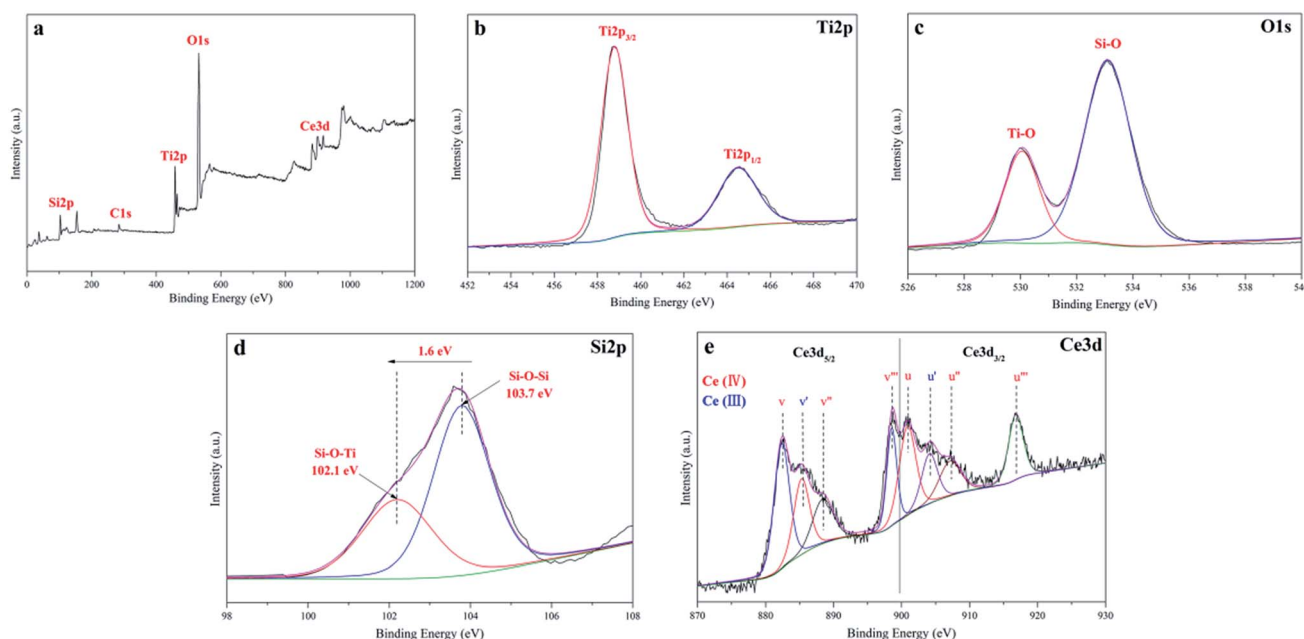 a
O1s
Ti2p
Ce3d
Si2p
C1s
Intensity (a.u.)
0 200 400 600 800 1000 1200
Binding Energy (eV)
b
Ti2p
Ti2p3/2
Ti2p1/2
Intensity (a.u.)
452 454 456 458 460 462 464 466 468 470
Binding Energy (eV)
c
O1s
Si-O
Ti-O
Intensity (a.u.)
526 528 530 532 534 536 538 54
Binding Energy (eV)
d
Si2p
1.6 eV
Si-O-Si
103.7 eV
Si-O-Ti
102.1 eV
Intensity (a.u.)
98 100 102 104 106 108
Binding Energy (eV)
e
Ce3d5/2
Ce3d3/2
Ce3d
Ce (Ⅳ)
Ce (Ⅲ)
v v' v'' v''' u u' u'' u'''
Intensity (a.u.)
870 880 890 900 910 920 930
Binding Energy (eV)